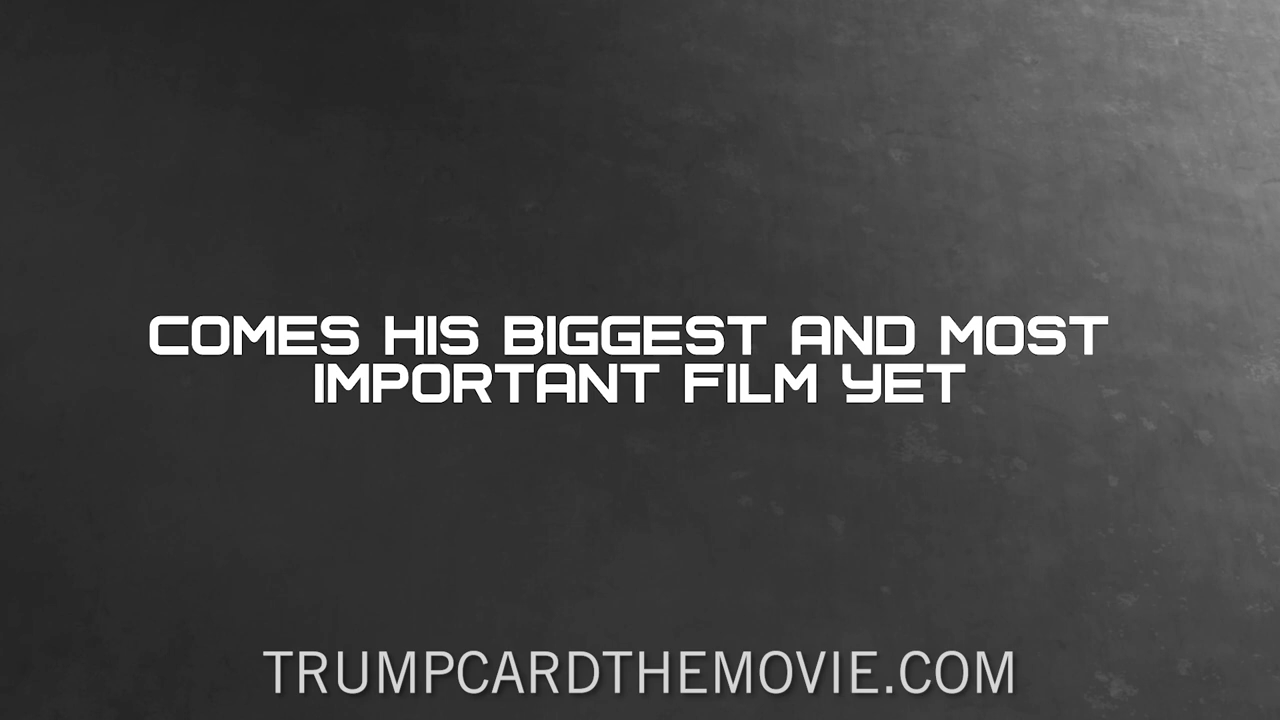 COMES HIS BIGGEST AND MOST
IMPORTANT FILM YET
TRUMPCARDTHEMOVIE.COM